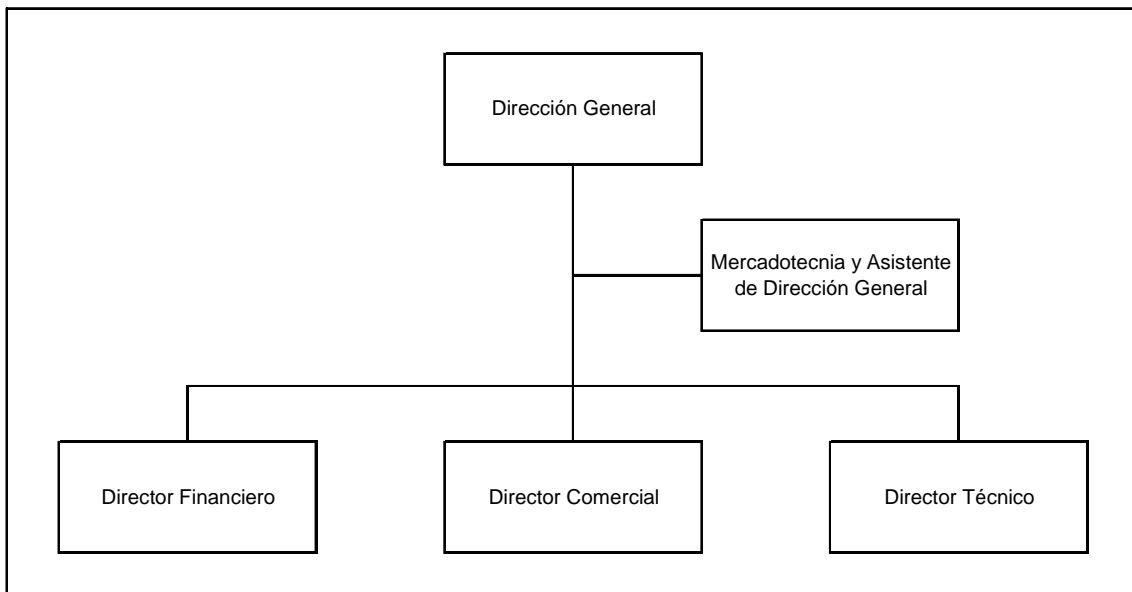 Dirección General
Mercadotecnia y Asistente
de Dirección General
Director Financiero
Director Comercial
Director Técnico